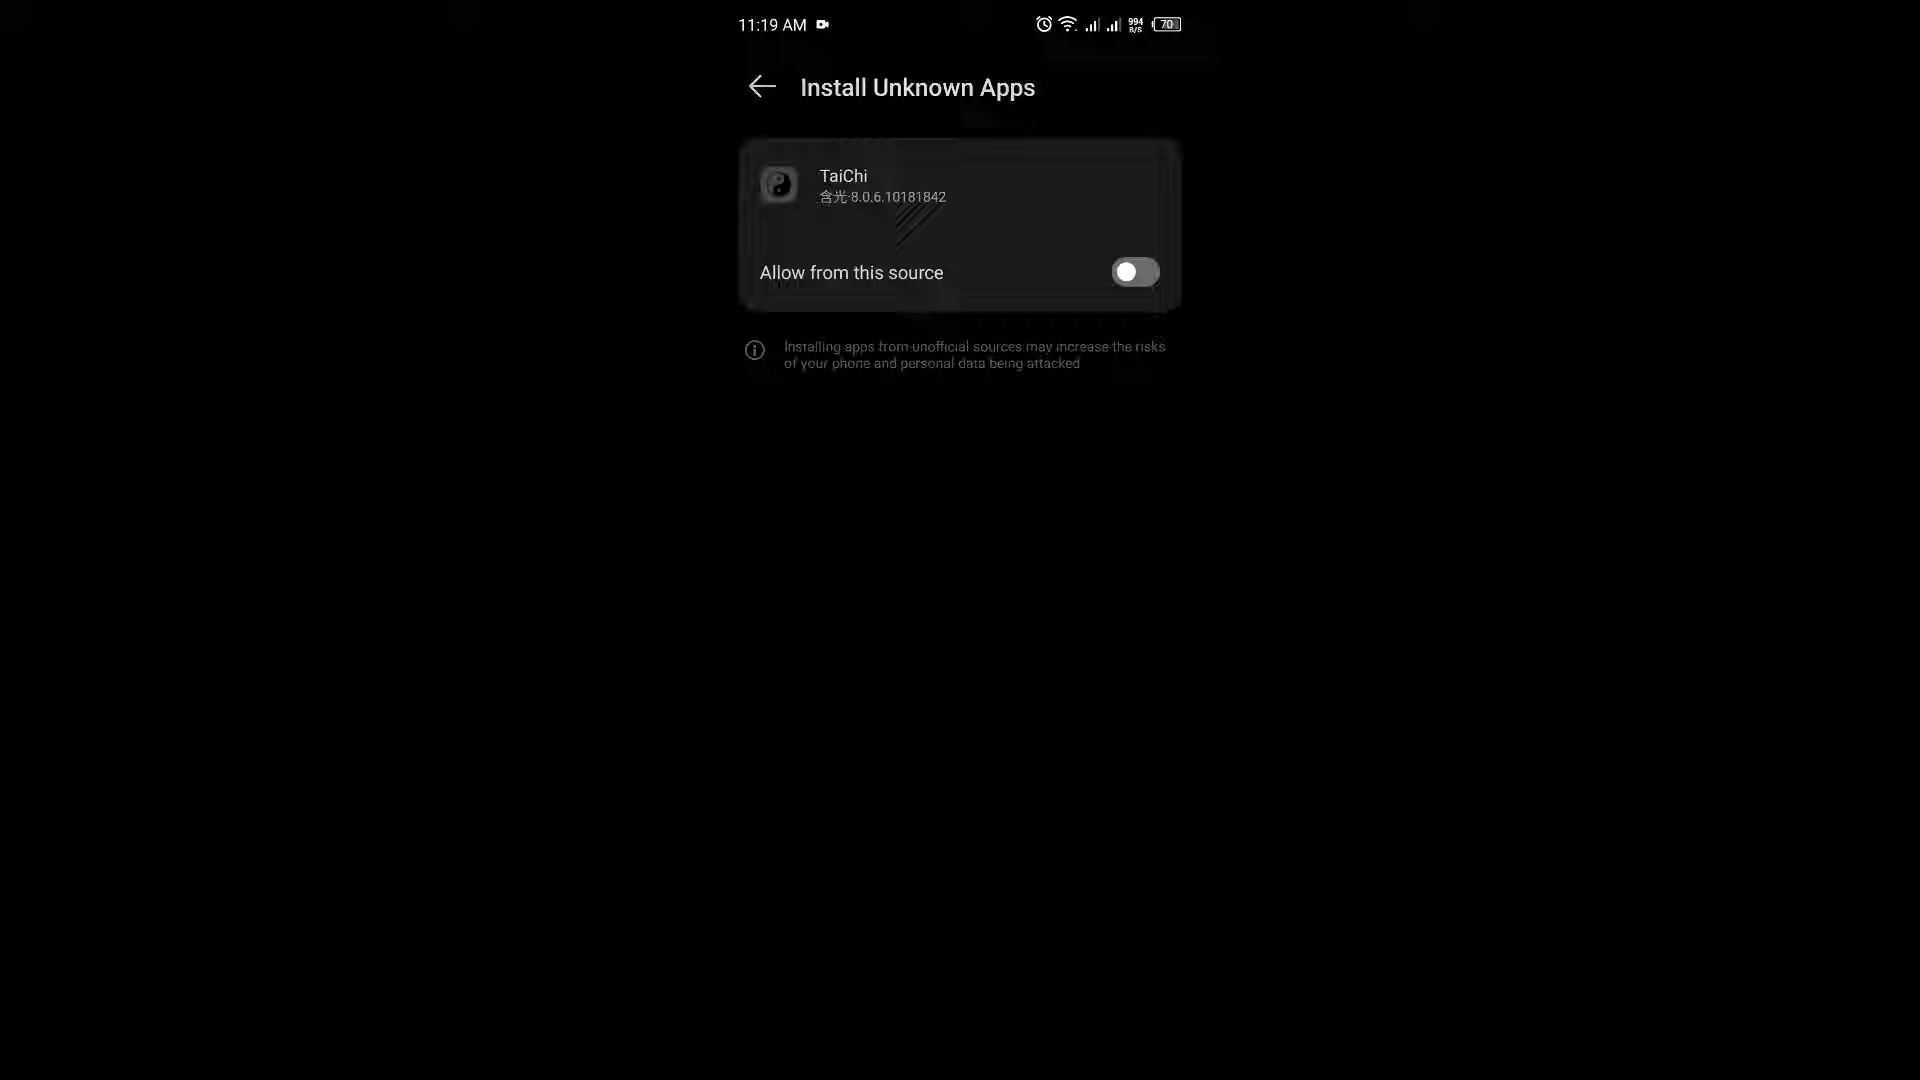 11:19 AM
994
B/S
70
Install Unknown Apps
TaiChi
含光-8.0.6.10181842
Allow from this source
Installing apps from unofficial sources may increase the risks
of your phone and personal data being attacked